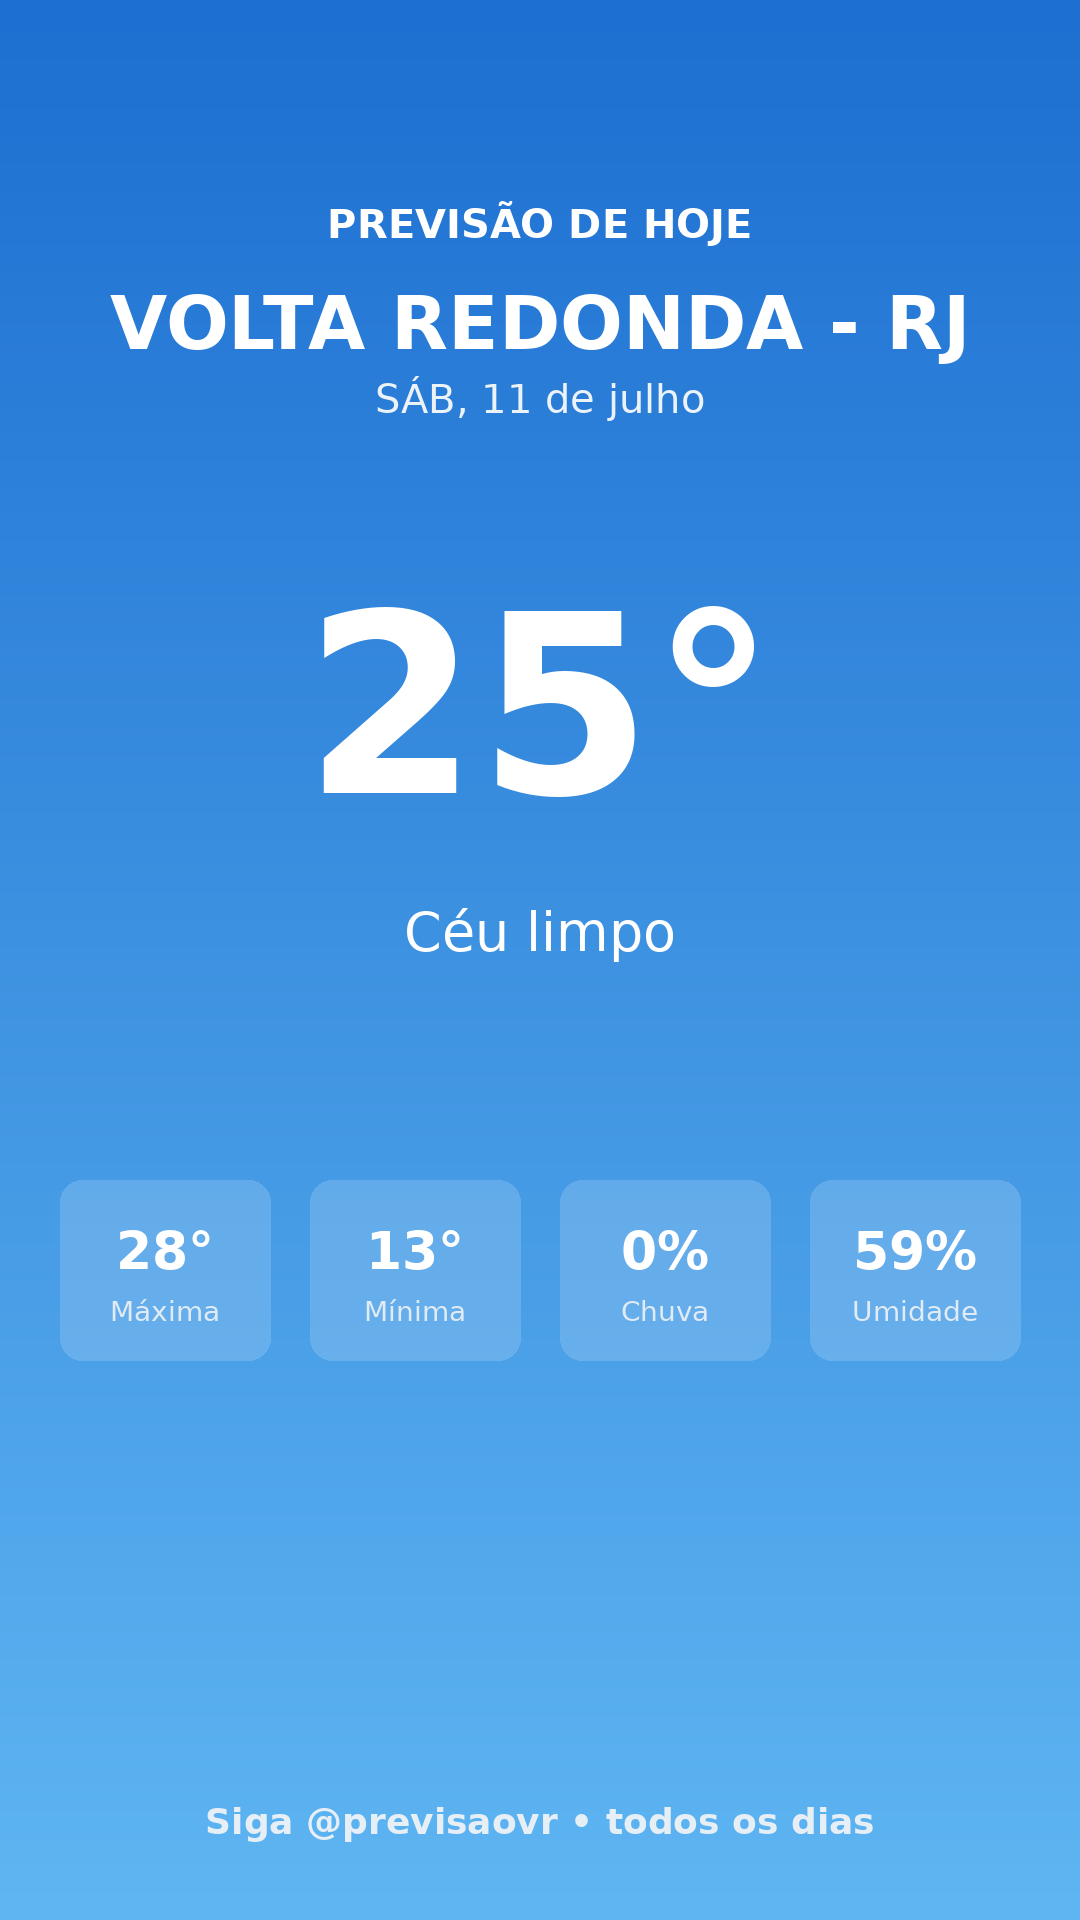 PREVISÃO DE HOJE
VOLTA REDONDA - RJ
SÁB, 11 de julho
25°
Céu limpo
28° 13° 0% 59%
Máxima Mínima Chuva Umidade
Siga @previsaovr • todos os dias